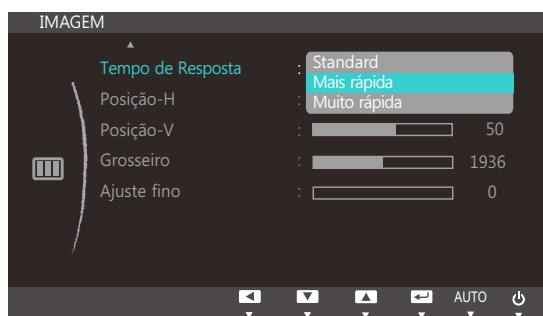 IMAGEM
Tempo de Resposta : Standard
Mais rápida
Posição-H : Muito rápida
Posição-V : 50
Grosseiro : 1936
Ajuste fino : 0
AUTO